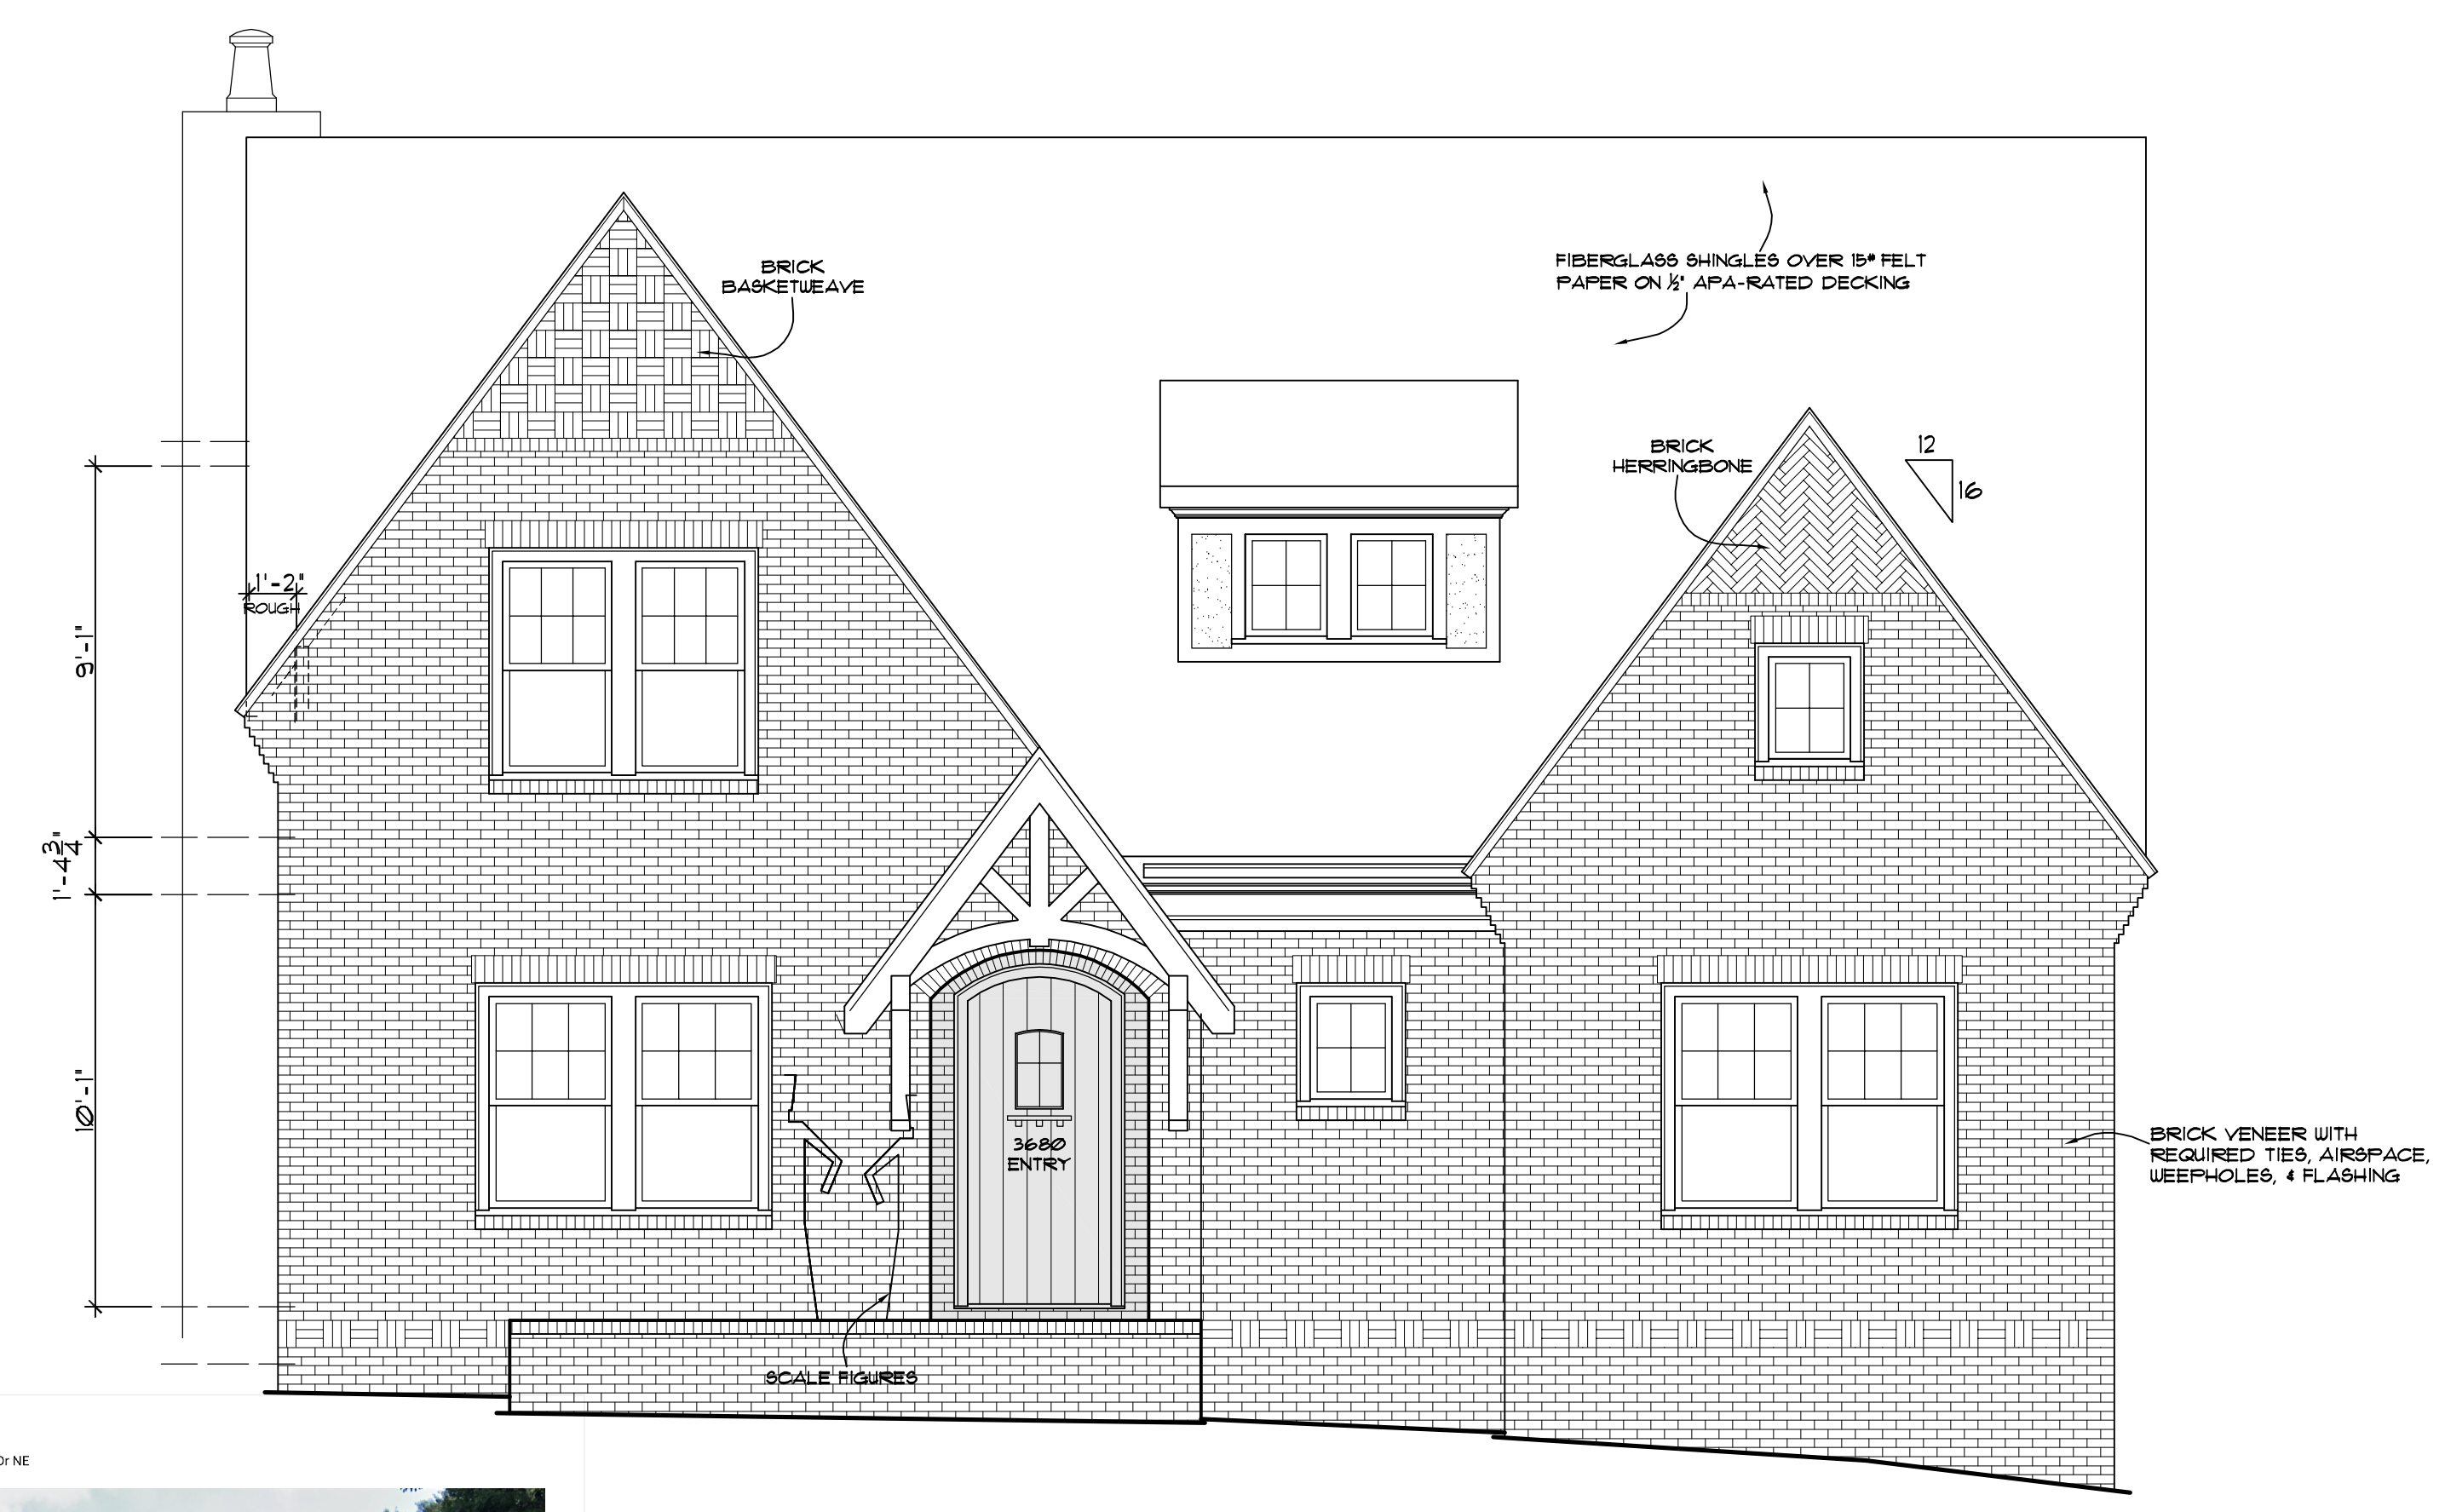 BRICK
BASKETWEAVE
FIBERGLASS SHINGLES OVER 15# FELT
PAPER ON ½" APA-RATED DECKING
BRICK
HERRINGBONE
12
16
1'-2"
ROUGH
9'-1"
1'-4¾"
10'-1"
3680
ENTRY
BRICK VENEER WITH
REQUIRED TIES, AIRSPACE,
WEEPHOLES, & FLASHING
SCALE FIGURES
Dr NE